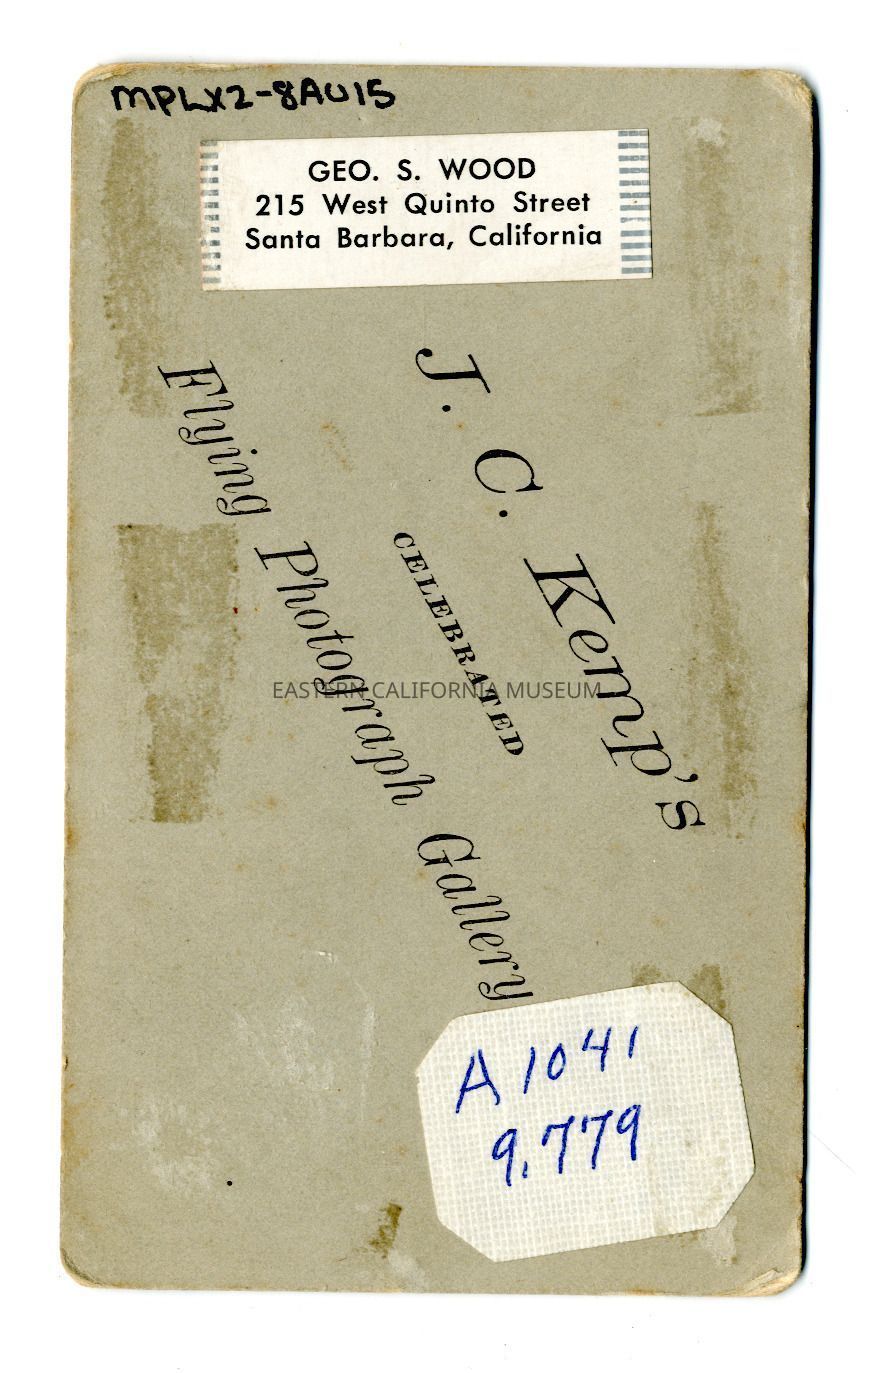 MPLX2-8AU15
GEO. S. WOOD
215 West Quinto Street
Santa Barbara, California
J. C. Kemp's
CELEBRATED
Flying Photograph Gallery
EASTERN CALIFORNIA MUSEUM
A 1041
9.779